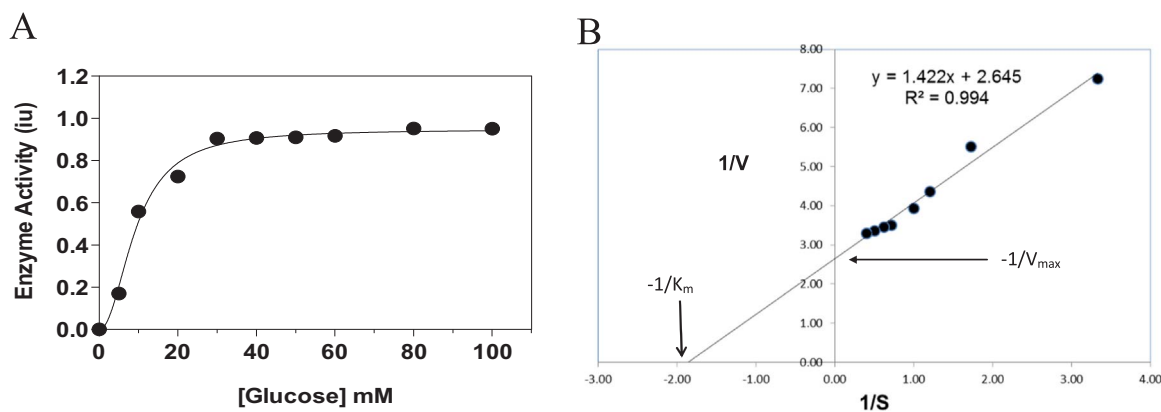 A
1.2
1.0
0.8
0.6
0.4
0.2
0.0
0 20 40 60 80 100
Enzyme Activity (iu)
[Glucose] mM
B
8.00
y = 1.422x + 2.645
R² = 0.994
7.00
6.00
5.00
1/V
4.00
3.00
-1/Vmax
-1/Km
2.00
1.00
0.00
-3.00 -2.00 -1.00 0.00 1.00 2.00 3.00 4.00
1/S